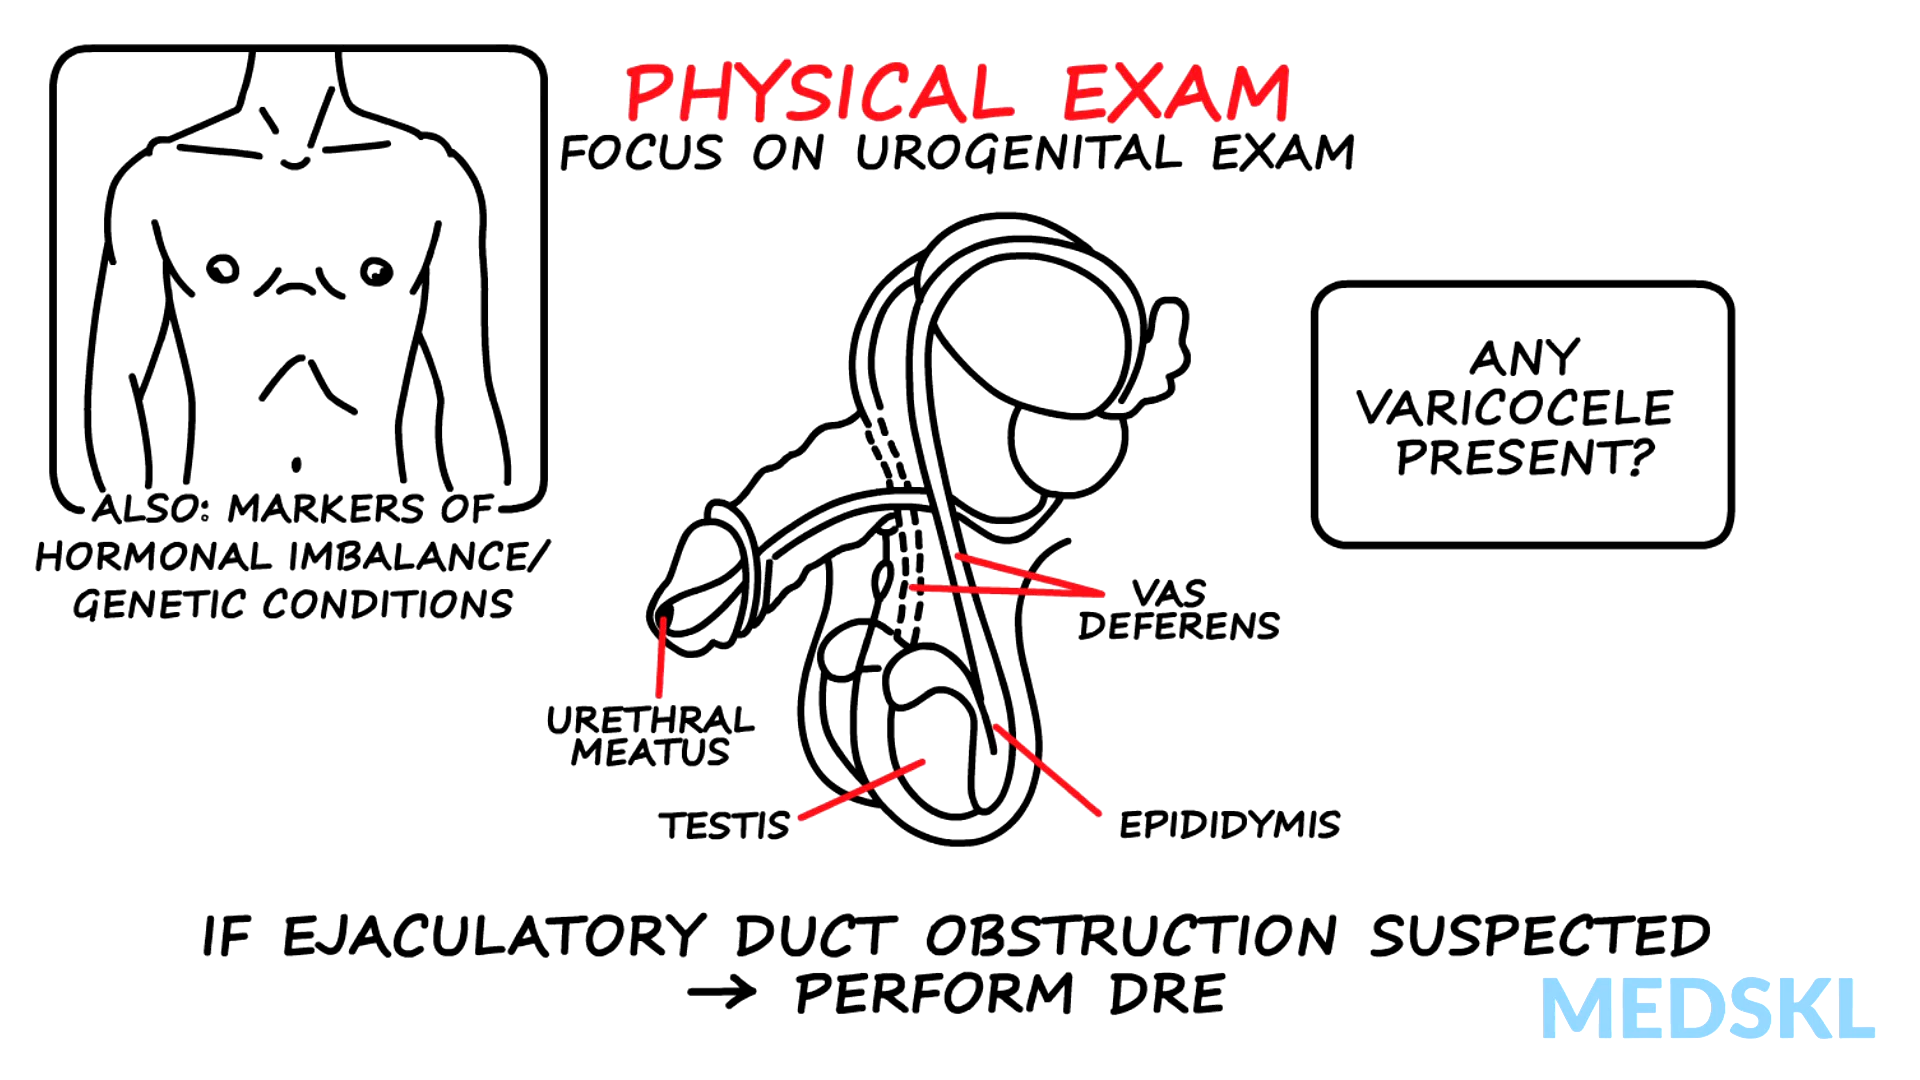 PHYSICAL EXAM
FOCUS ON UROGENITAL EXAM
ALSO: MARKERS OF
HORMONAL IMBALANCE/
GENETIC CONDITIONS
ANY
VARICOCELE
PRESENT?
VAS
DEFERENS
URETHRAL
MEATUS
TESTIS
EPIDIDYMIS
IF EJACULATORY DUCT OBSTRUCTION SUSPECTED
→ PERFORM DRE
MEDSKL